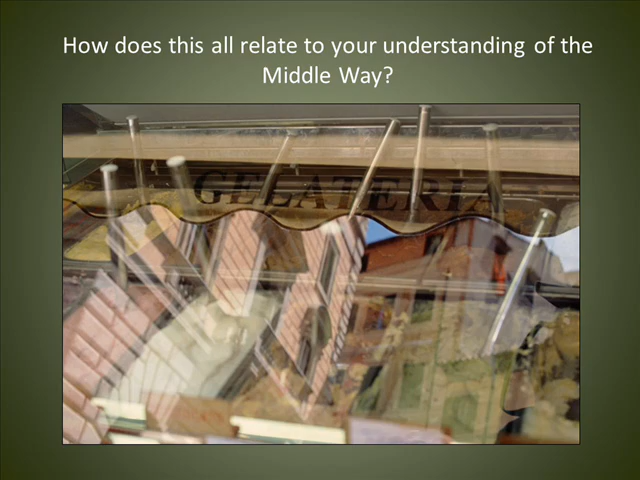 How does this all relate to your understanding of the
Middle Way?
GELATERIA